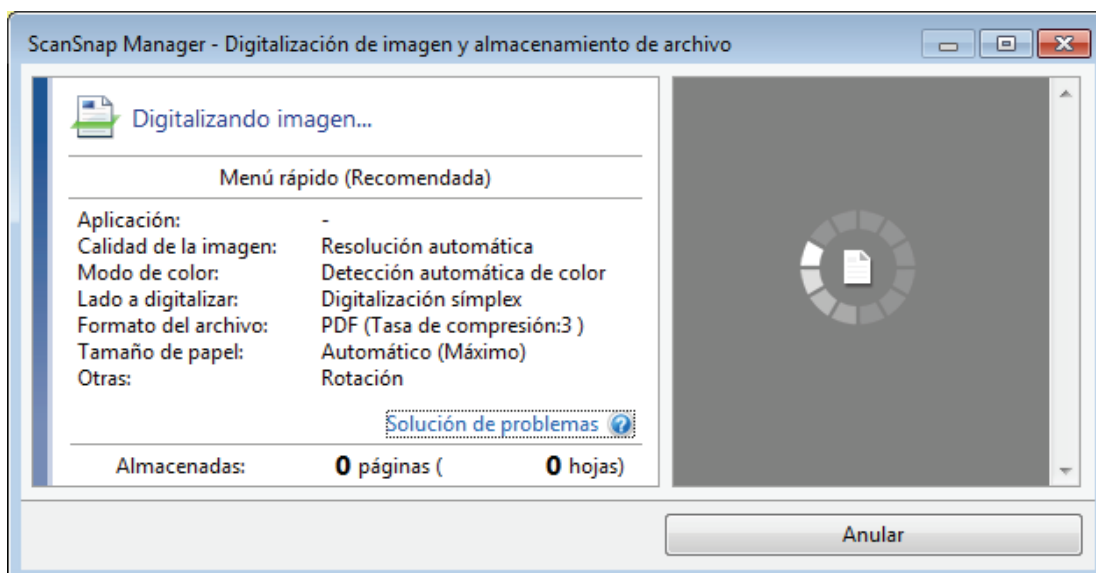 ScanSnap Manager - Digitalización de imagen y almacenamiento de archivo
Digitalizando imagen...
Menú rápido (Recomendada)
Aplicación: -
Calidad de la imagen: Resolución automática
Modo de color: Detección automática de color
Lado a digitalizar: Digitalización símplex
Formato del archivo: PDF (Tasa de compresión:3 )
Tamaño de papel: Automático (Máximo)
Otras: Rotación
Solución de problemas ?
Almacenadas: 0 páginas ( 0 hojas)
Anular